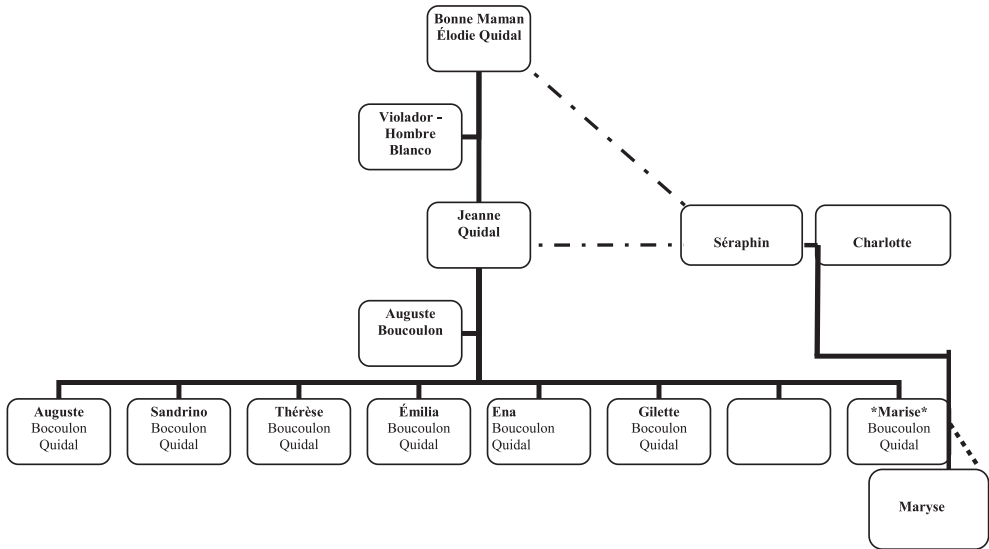 Bonne Maman
Élodie Quidal
Violador -
Hombre
Blanco
Jeanne
Quidal
Séraphin
Charlotte
Auguste
Boucoulon
Auguste
Bocoulon
Quidal
Sandrino
Bocoulon
Quidal
Thérèse
Boucoulon
Quidal
Émilia
Boucoulon
Quidal
Ena
Boucoulon
Quidal
Gilette
Bocoulon
Quidal
*Marise*
Boucoulon
Quidal
Maryse